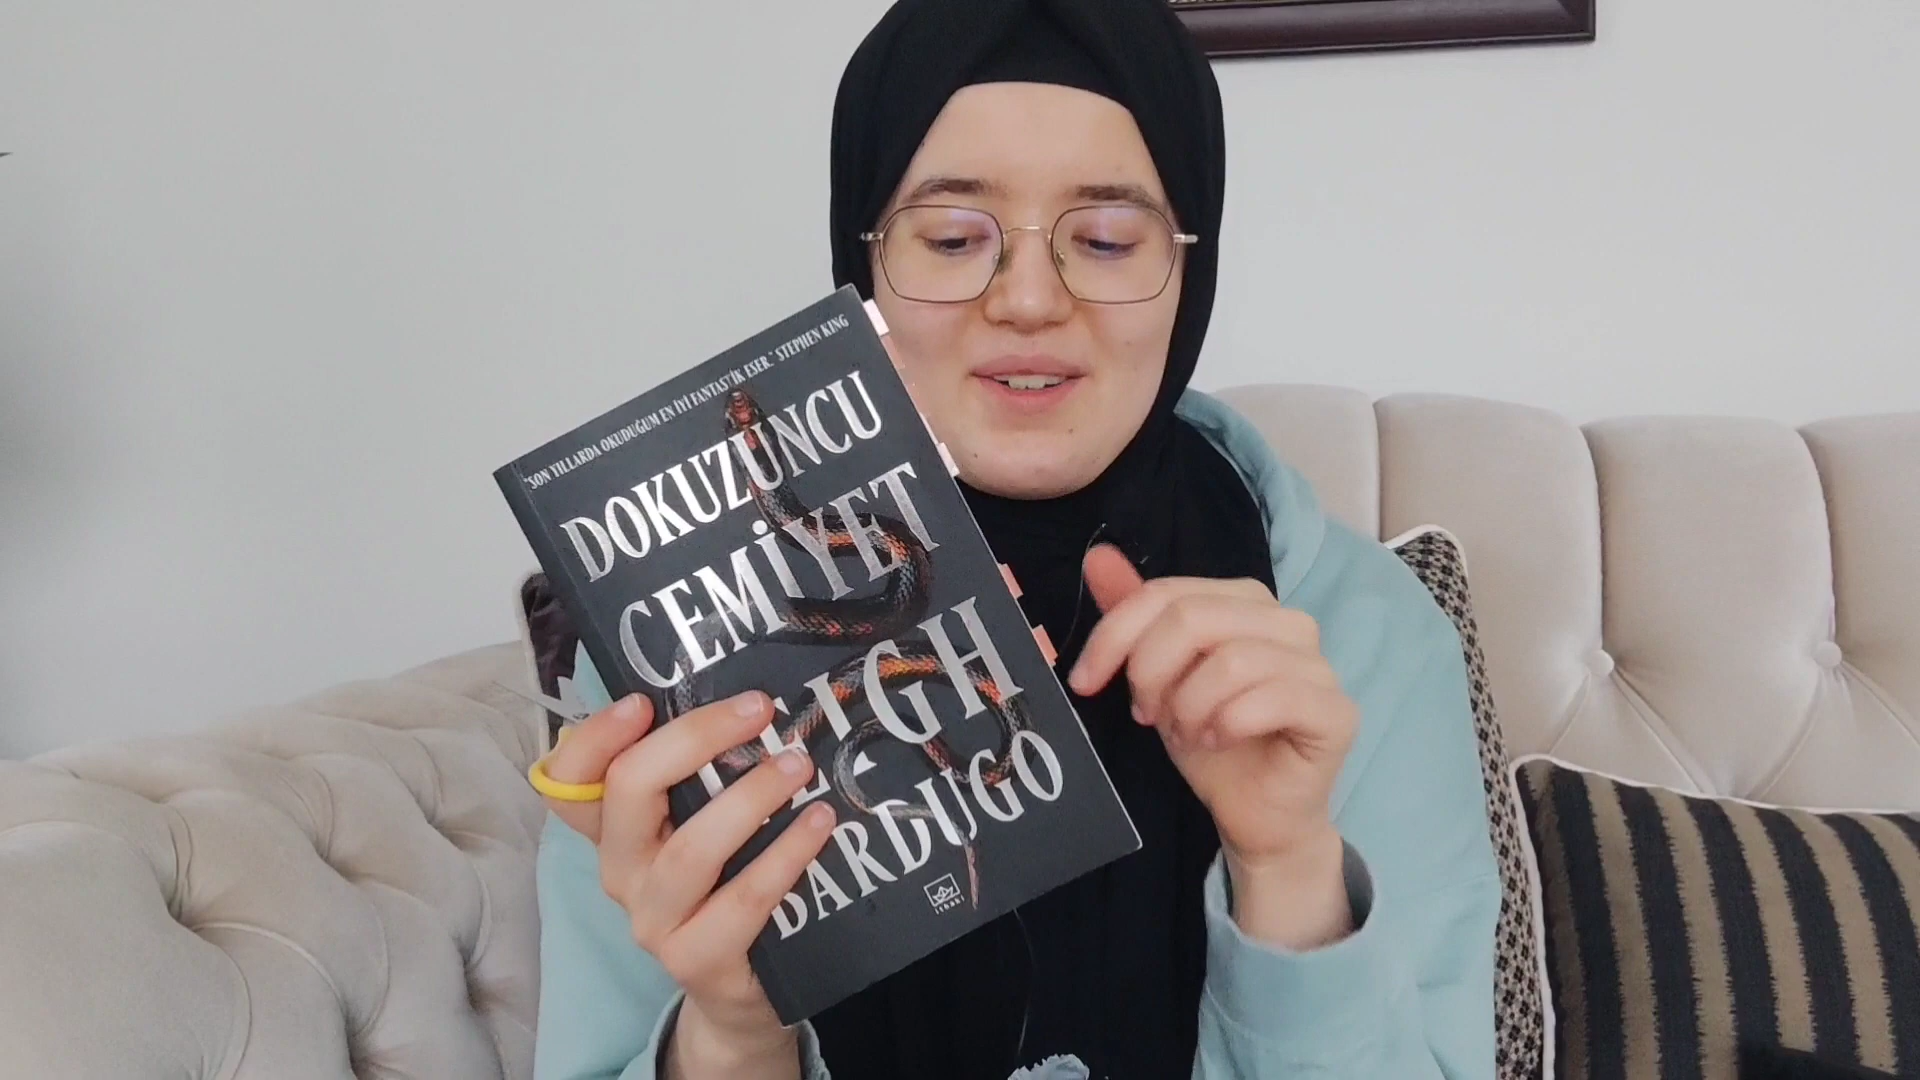 "SON YILLARDA OKUDUĞUM EN İYİ FANTASTİK ESER." STEPHEN KING
DOKUZUNCU
CEMİYET
LEIGH
BARDUGO
ithaki